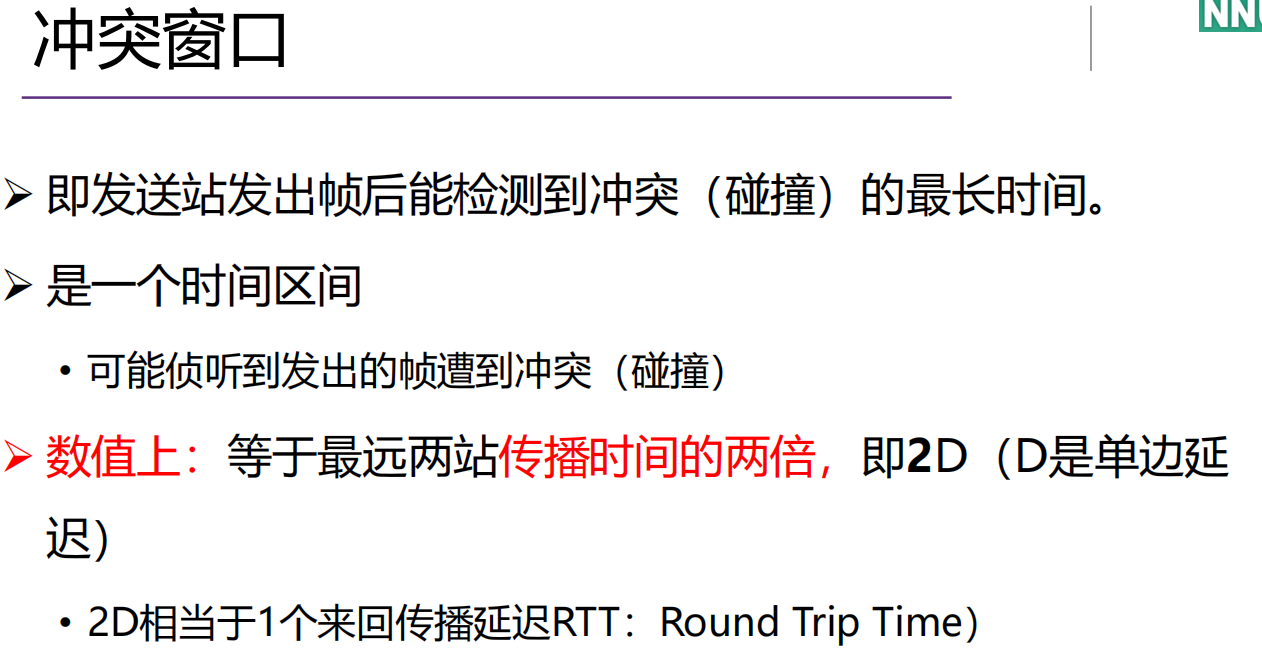 冲突窗口
NN
即发送站发出帧后能检测到冲突（碰撞）的最长时间。
是一个时间区间
• 可能侦听到发出的帧遭到冲突（碰撞）
数值上：等于最远两站传播时间的两倍，即2D（D是单边延
迟）
• 2D相当于1个来回传播延迟RTT：Round Trip Time）